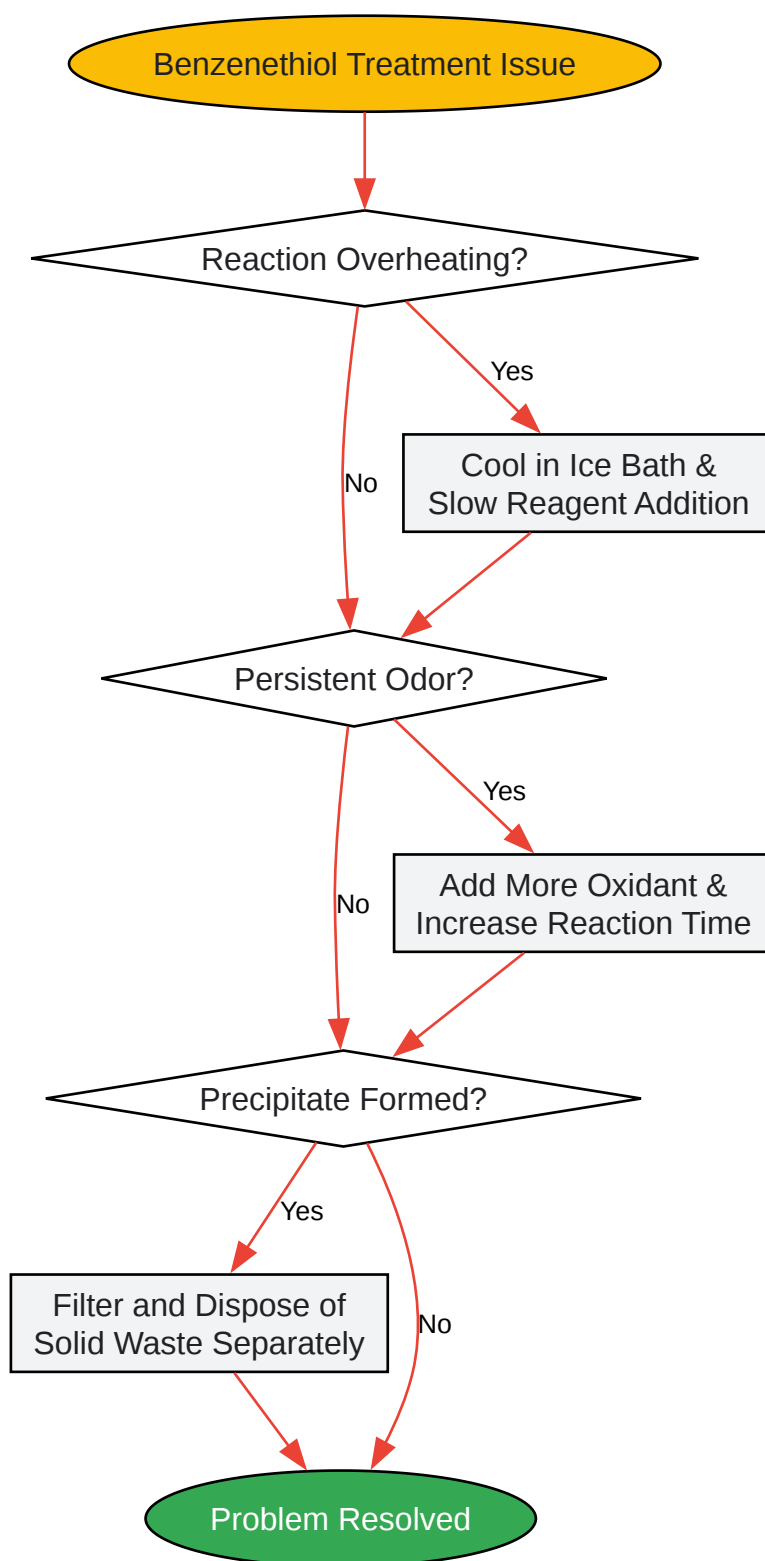 Benzenethiol Treatment Issue
Reaction Overheating?
Yes
Cool in Ice Bath &
Slow Reagent Addition
No
Persistent Odor?
Yes
Add More Oxidant &
Increase Reaction Time
No
Precipitate Formed?
Yes
Filter and Dispose of
Solid Waste Separately
No
Problem Resolved